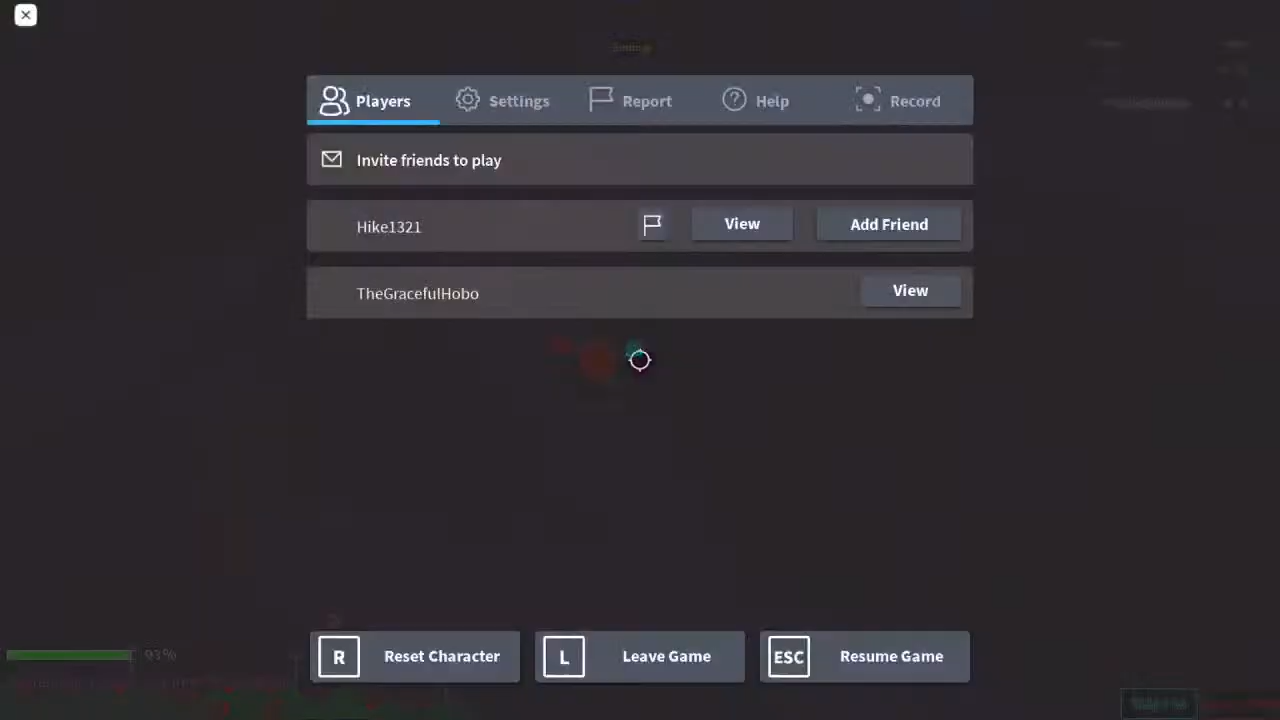 Players
Settings
Report
Help
Record
Invite friends to play
Hike1321
View
Add Friend
TheGracefulHobo
View
93%
R
Reset Character
L
Leave Game
ESC
Resume Game